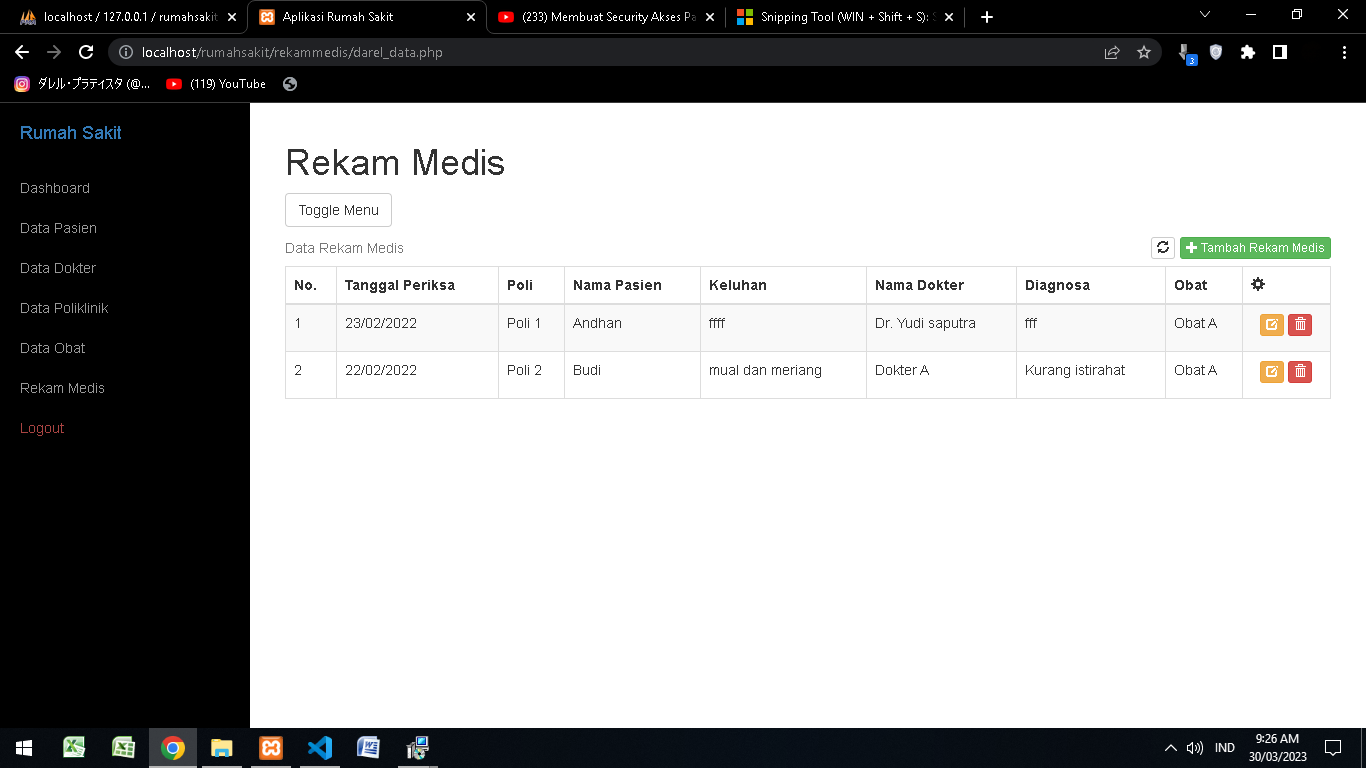 localhost / 127.0.0.1 / rumahsakit
Aplikasi Rumah Sakit
(233) Membuat Security Akses Pa
Snipping Tool (WIN + Shift + S):
localhost/rumahsakit/rekammedis/darel_data.php
3
ダレル・プラティスタ (@...
(119) YouTube
Rumah Sakit
Dashboard
Data Pasien
Data Dokter
Data Poliklinik
Data Obat
Rekam Medis
Logout
Rekam Medis
Toggle Menu
Data Rekam Medis
Tambah Rekam Medis
No. Tanggal Periksa Poli Nama Pasien Keluhan Nama Dokter Diagnosa Obat
1 23/02/2022 Poli 1 Andhan ffff Dr. Yudi saputra fff Obat A
2 22/02/2022 Poli 2 Budi mual dan meriang Dokter A Kurang istirahat Obat A
IND
9:26 AM
30/03/2023